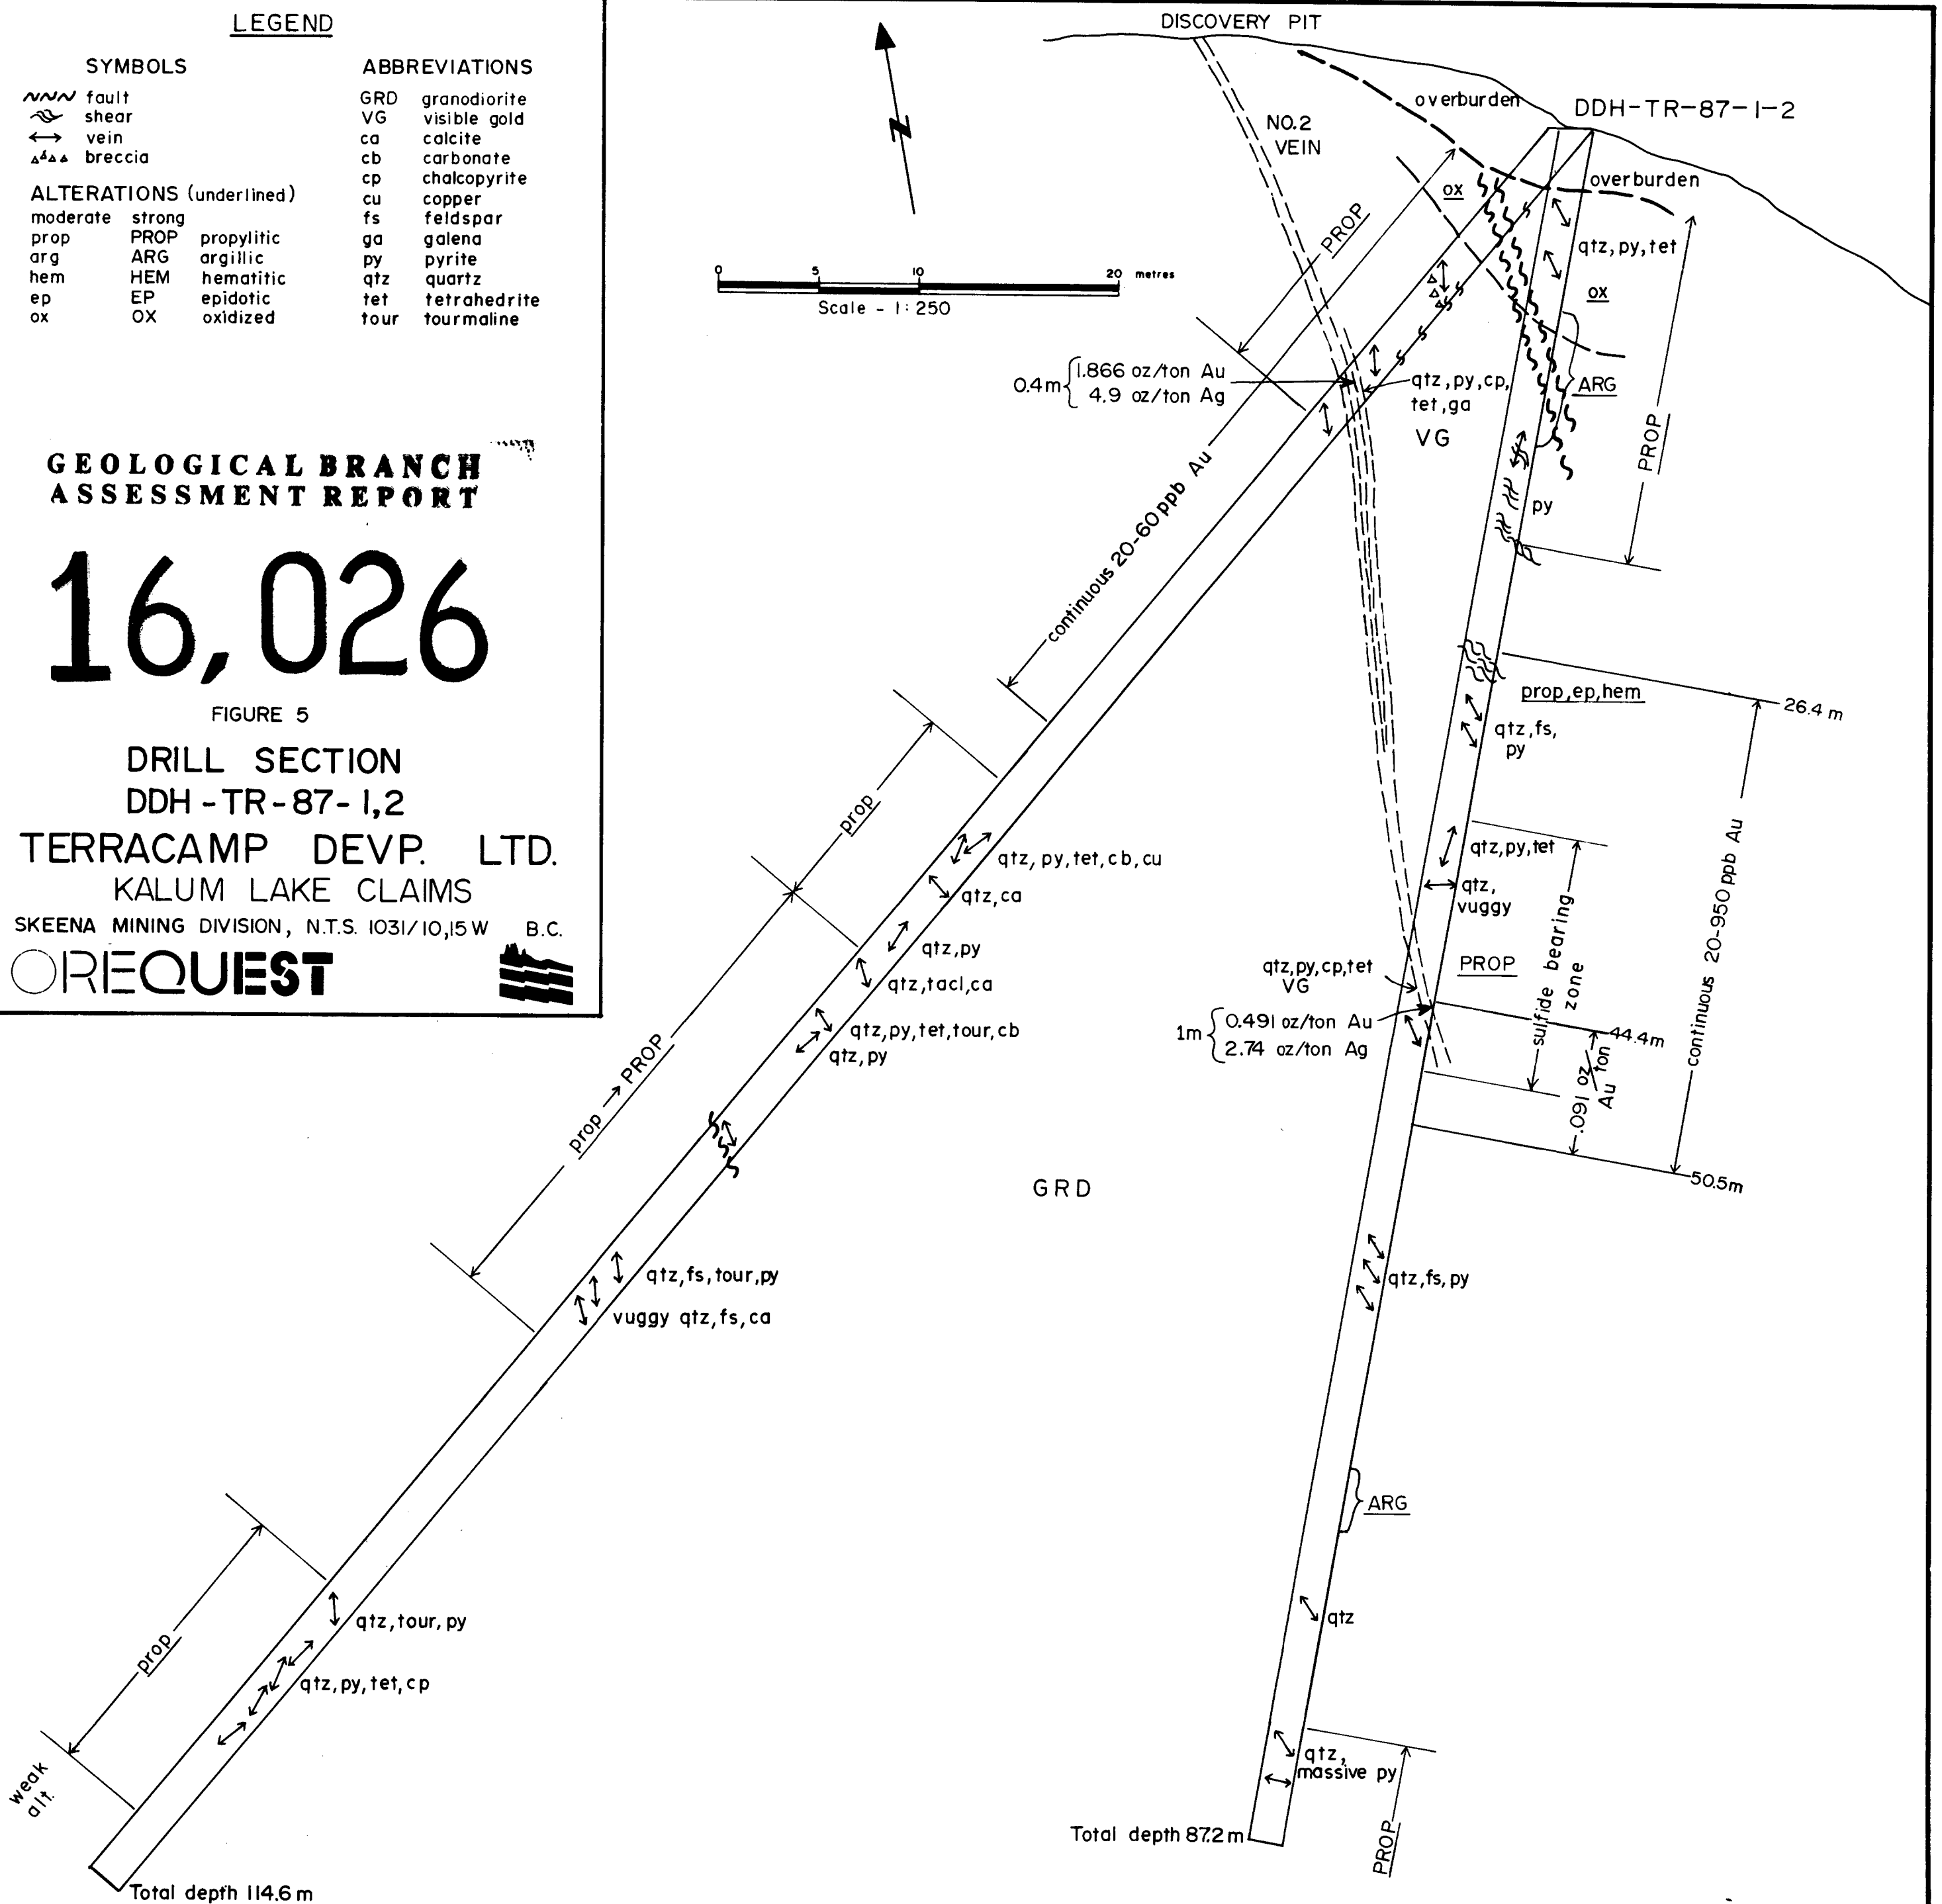 LEGEND
SYMBOLS
fault
shear
vein
breccia
ALTERATIONS (underlined)
moderate strong
prop PROP propylitic
arg ARG argillic
hem HEM hematitic
ep EP epidotic
ox OX oxidized
ABBREVIATIONS
GRD granodiorite
VG visible gold
ca calcite
cb carbonate
cp chalcopyrite
cu copper
fs feldspar
ga galena
py pyrite
qtz quartz
tet tetrahedrite
tour tourmaline
GEOLOGICAL BRANCH
ASSESSMENT REPORT
16,026
FIGURE 5
DRILL SECTION
DDH-TR-87-1,2
TERRACAMP DEVP. LTD.
KALUM LAKE CLAIMS
SKEENA MINING DIVISION, N.T.S. 103I/10,15W B.C.
OREQUEST
N
0 5 10 20 metres
Scale - 1:250
DISCOVERY PIT
NO.2
VEIN
overburden
DDH-TR-87-1-2
overburden
ox
PROP
qtz,py,tet
ox
ARG
PROP
0.4m
1.866 oz/ton Au
4.9 oz/ton Ag
qtz,py,cp,
tet,ga
VG
py
continuous 20-60ppb Au
prop,ep,hem
26.4 m
qtz,fs,
py
prop
qtz,py,tet,cb,cu
qtz,ca
qtz,py
qtz,tacl,ca
qtz,py,tet,tour,cb
qtz,py
prop → PROP
qtz,py,tet
qtz,
vuggy
PROP
sulfide bearing
zone
continuous 20-950ppb Au
qtz,py,cp,tet
VG
1m
0.491 oz/ton Au
2.74 oz/ton Ag
44.4m
.091 oz/ton
Au
50.5m
GRD
qtz,fs,tour,py
vuggy qtz,fs,ca
qtz,fs,py
ARG
qtz
prop
qtz,tour,py
qtz,py,tet,cp
weak
alt.
qtz,
massive py
PROP
Total depth 87.2m
Total depth 114.6m